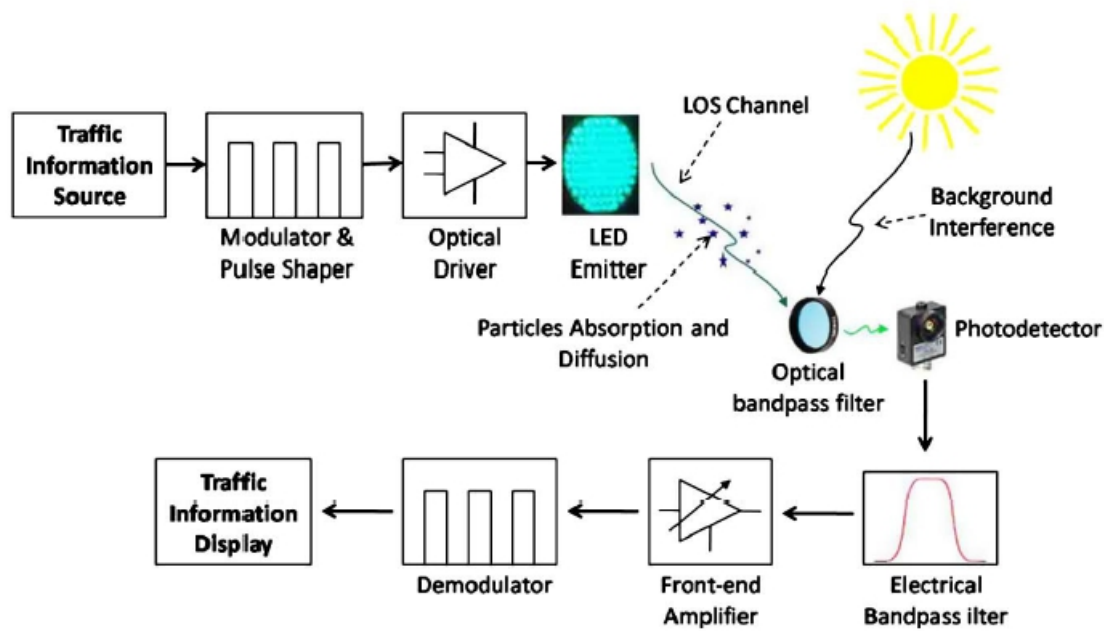 Traffic
Information
Source
Modulator &
Pulse Shaper
Optical
Driver
LED
Emitter
LOS Channel
Background
Interference
Particles Absorption and
Diffusion
Optical
bandpass filter
Photodetector
Traffic
Information
Display
Demodulator
Front-end
Amplifier
Electrical
Bandpass ilter